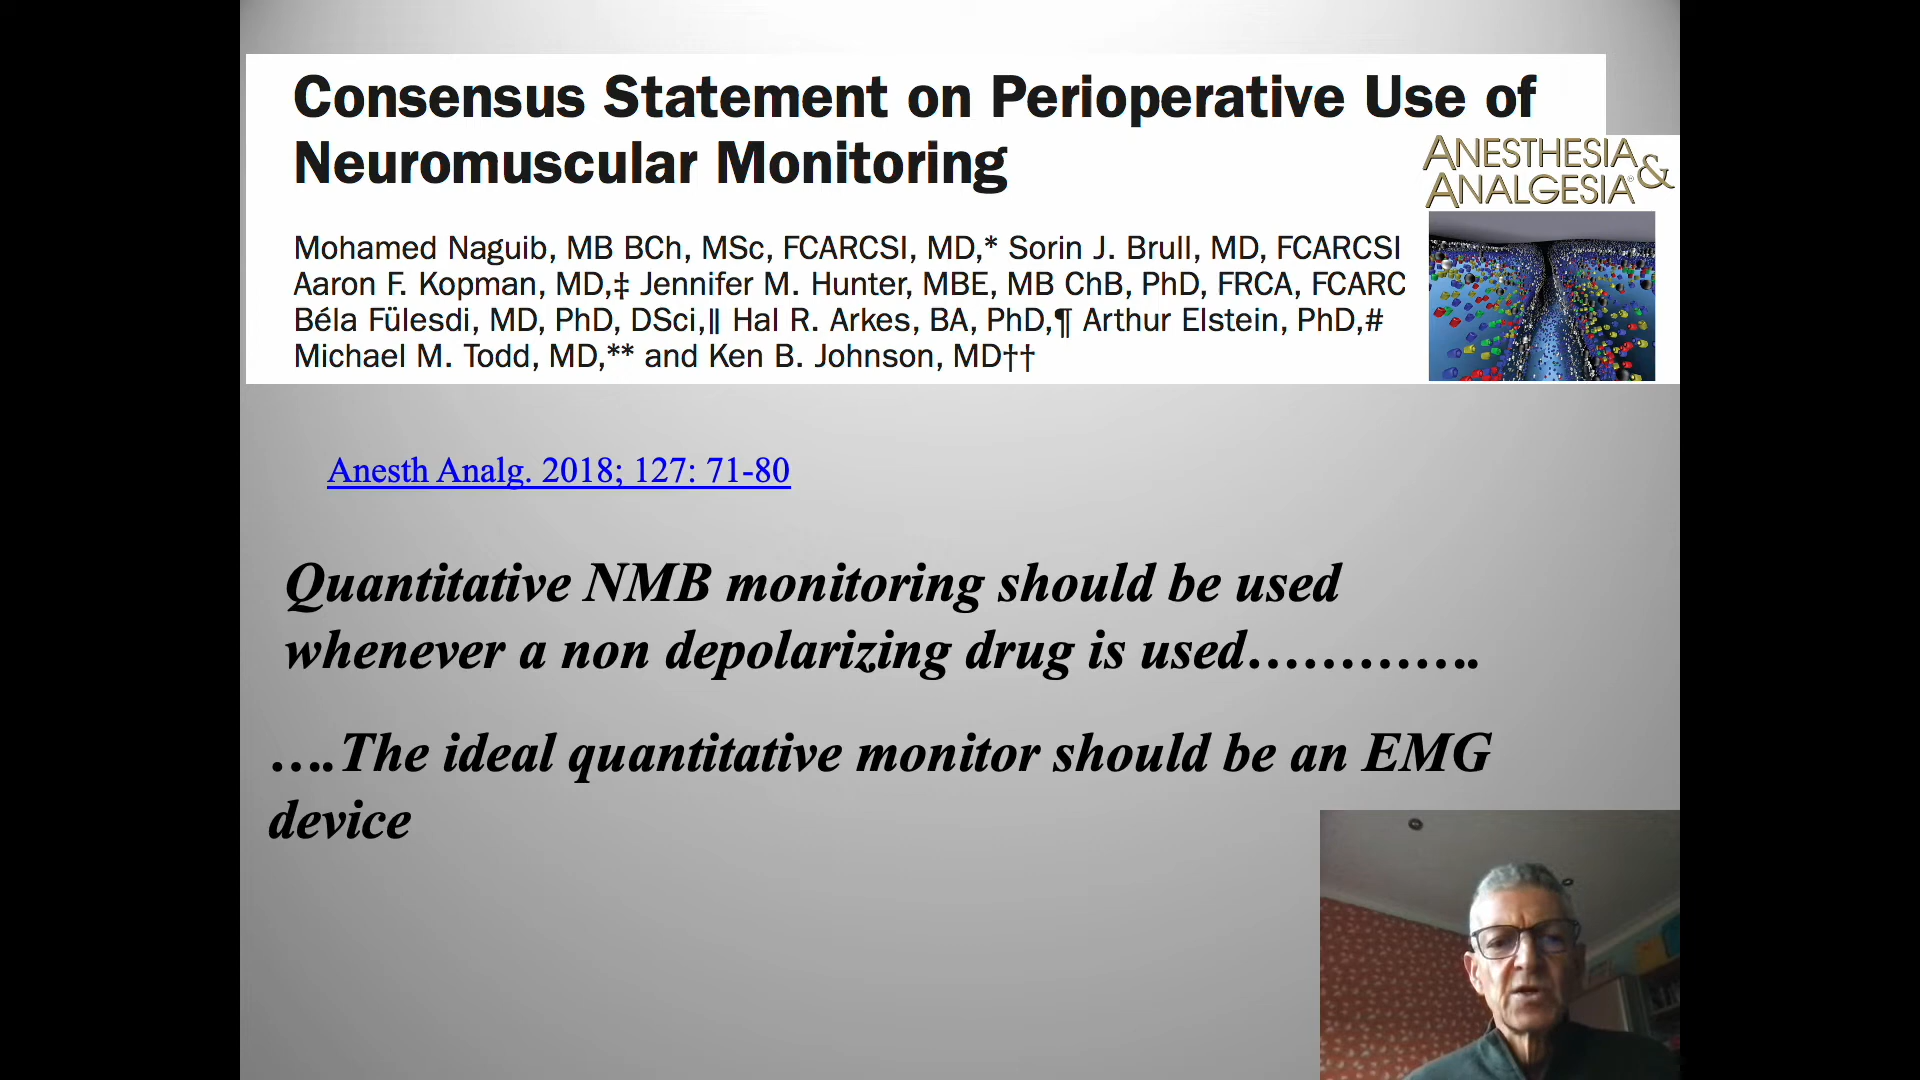 Consensus Statement on Perioperative Use of
Neuromuscular Monitoring
ANESTHESIA &
ANALGESIA
Mohamed Naguib, MB BCh, MSc, FCARCSI, MD,* Sorin J. Brull, MD, FCARCSI
Aaron F. Kopman, MD,‡ Jennifer M. Hunter, MBE, MB ChB, PhD, FRCA, FCARC
Béla Fülesdi, MD, PhD, DSci,‖ Hal R. Arkes, BA, PhD,¶ Arthur Elstein, PhD,#
Michael M. Todd, MD,** and Ken B. Johnson, MD††
Anesth Analg. 2018; 127: 71-80
Quantitative NMB monitoring should be used
whenever a non depolarizing drug is used………….
….The ideal quantitative monitor should be an EMG
device